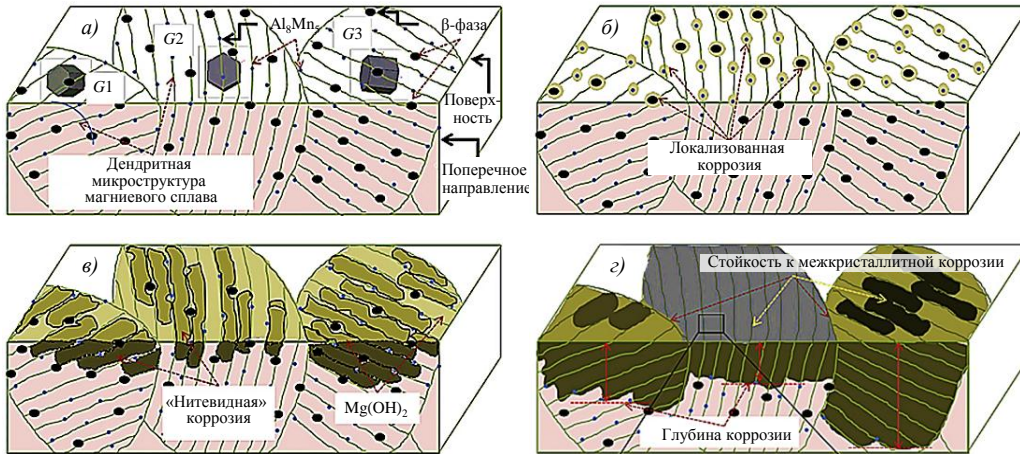 а)
G1
G2
Al₈Mn₅
G3
β-фаза
Поверх-
ность
Поперечное
направление
Дендритная
микроструктура
магниевого сплава
б)
Локализованная
коррозия
в)
«Нитевидная»
коррозия
Mg(OH)₂
г)
Стойкость к межкристаллитной коррозии
Глубина коррозии